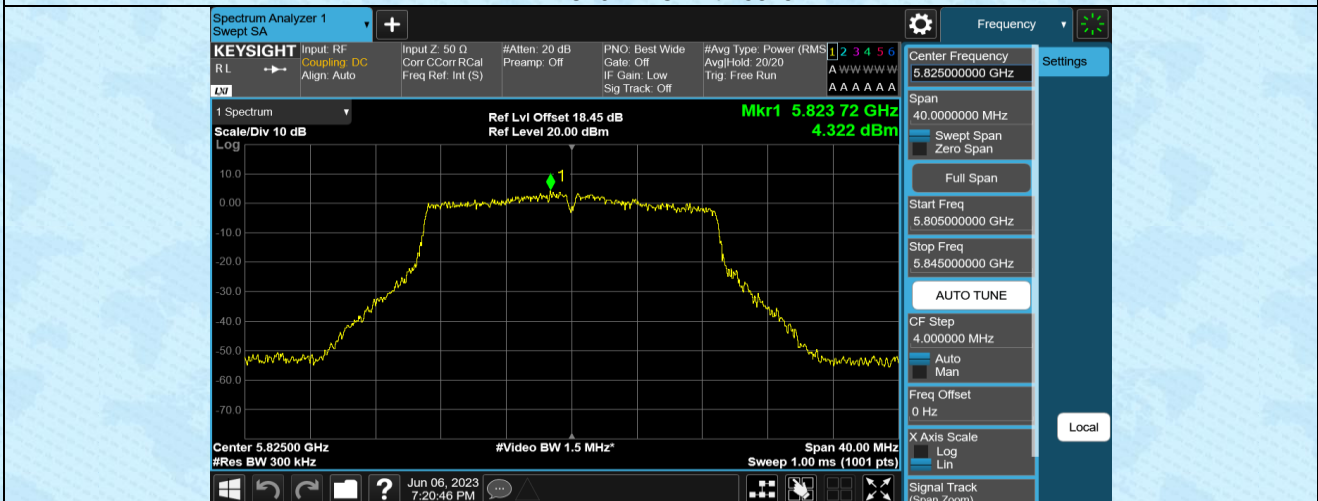 Spectrum Analyzer 1
Swept SA
Frequency
KEYSIGHT
RL
LXI
Input: RF
Coupling: DC
Align: Auto
Input Z: 50 Ω
Corr CCorr RCal
Freq Ref: Int (S)
#Atten: 20 dB
Preamp: Off
PNO: Best Wide
Gate: Off
IF Gain: Low
Sig Track: Off
#Avg Type: Power (RMS
Avg|Hold: 20/20
Trig: Free Run
1 2 3 4 5 6
A W W W W W
A A A A A A
1 Spectrum
Scale/Div 10 dB
Log
Ref Lvl Offset 18.45 dB
Ref Level 20.00 dBm
Mkr1 5.823 72 GHz
4.322 dBm
1
10.0
0.00
-10.0
-20.0
-30.0
-40.0
-50.0
-60.0
-70.0
Center 5.82500 GHz
#Res BW 300 kHz
#Video BW 1.5 MHz*
Span 40.00 MHz
Sweep 1.00 ms (1001 pts)
Jun 06, 2023
7:20:46 PM
Center Frequency
5.825000000 GHz
Settings
Span
40.0000000 MHz
Swept Span
Zero Span
Full Span
Start Freq
5.805000000 GHz
Stop Freq
5.845000000 GHz
AUTO TUNE
CF Step
4.000000 MHz
Auto
Man
Freq Offset
0 Hz
Local
X Axis Scale
Log
Lin
Signal Track
(Span Zoom)